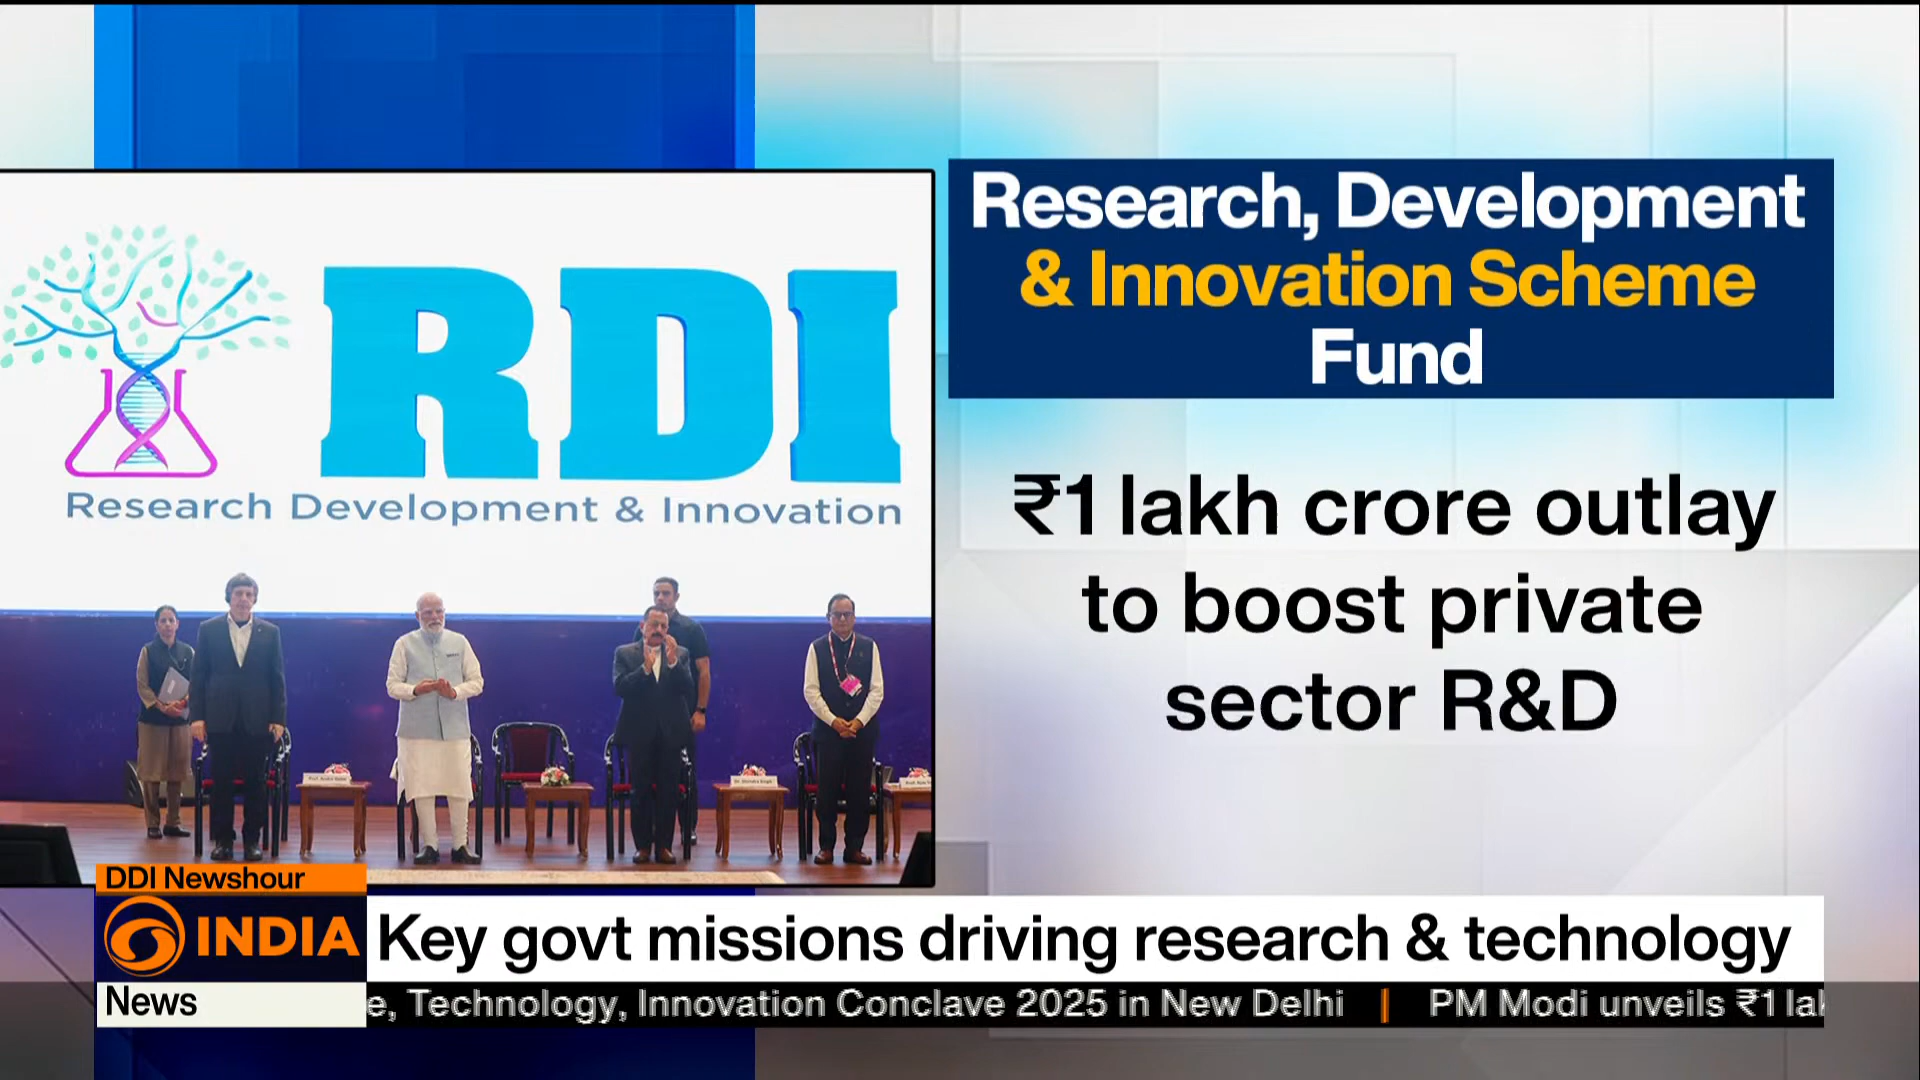 RDI
Research Development & Innovation
Research, Development
& Innovation Scheme
Fund
₹1 lakh crore outlay
to boost private
sector R&D
DDI Newshour
INDIA
Key govt missions driving research & technology
News
e, Technology, Innovation Conclave 2025 in New Delhi | PM Modi unveils ₹1 lak